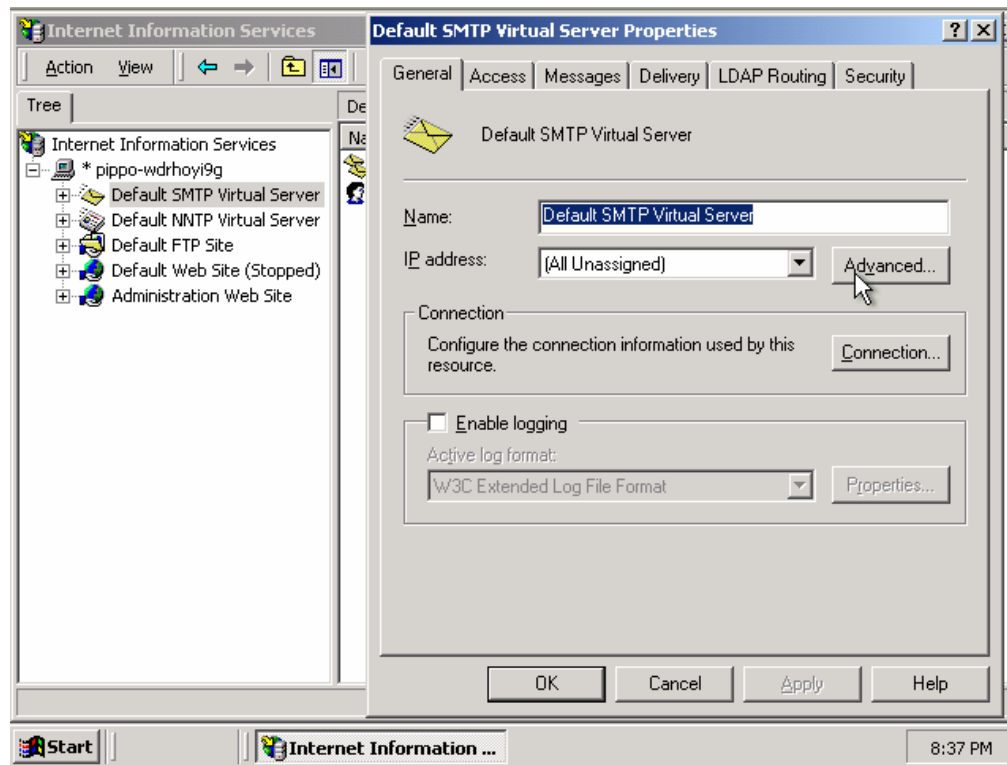 Internet Information Services
Action View
Tree
Internet Information Services
* pippo-wdrhoyi9g
Default SMTP Virtual Server
Default NNTP Virtual Server
Default FTP Site
Default Web Site (Stopped)
Administration Web Site
De
Na
Default SMTP Virtual Server Properties
General Access Messages Delivery LDAP Routing Security
Default SMTP Virtual Server
Name: Default SMTP Virtual Server
IP address: (All Unassigned) Advanced...
Connection
Configure the connection information used by this
resource.
Connection...
Enable logging
Active log format:
W3C Extended Log File Format Properties...
OK Cancel Apply Help
Start Internet Information ... 8:37 PM